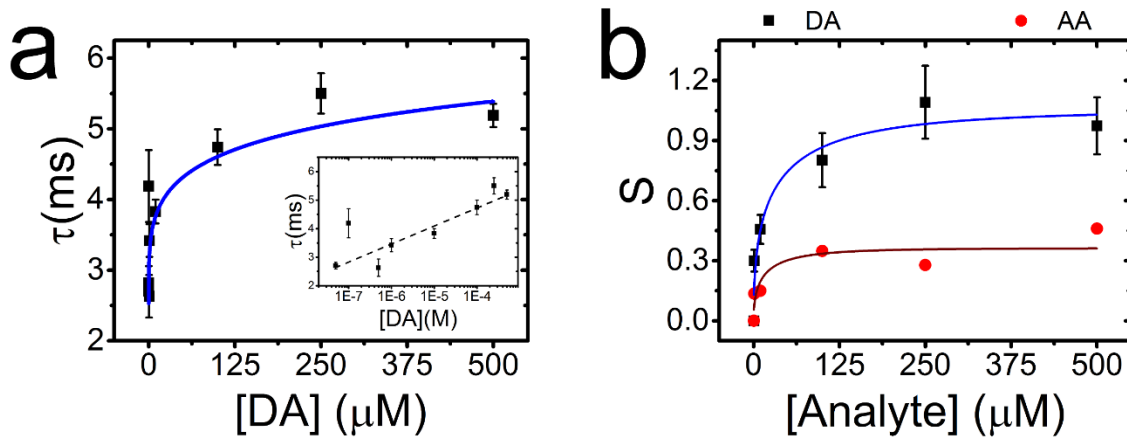 a
τ(ms)
6
5
4
3
2
0 125 250 375 500
[DA] (μM)
τ(ms)
6
5
4
3
2
1E-7 1E-6 1E-5 1E-4
[DA](M)
b
DA AA
S
1.2
0.9
0.6
0.3
0.0
0 125 250 375 500
[Analyte] (μM)